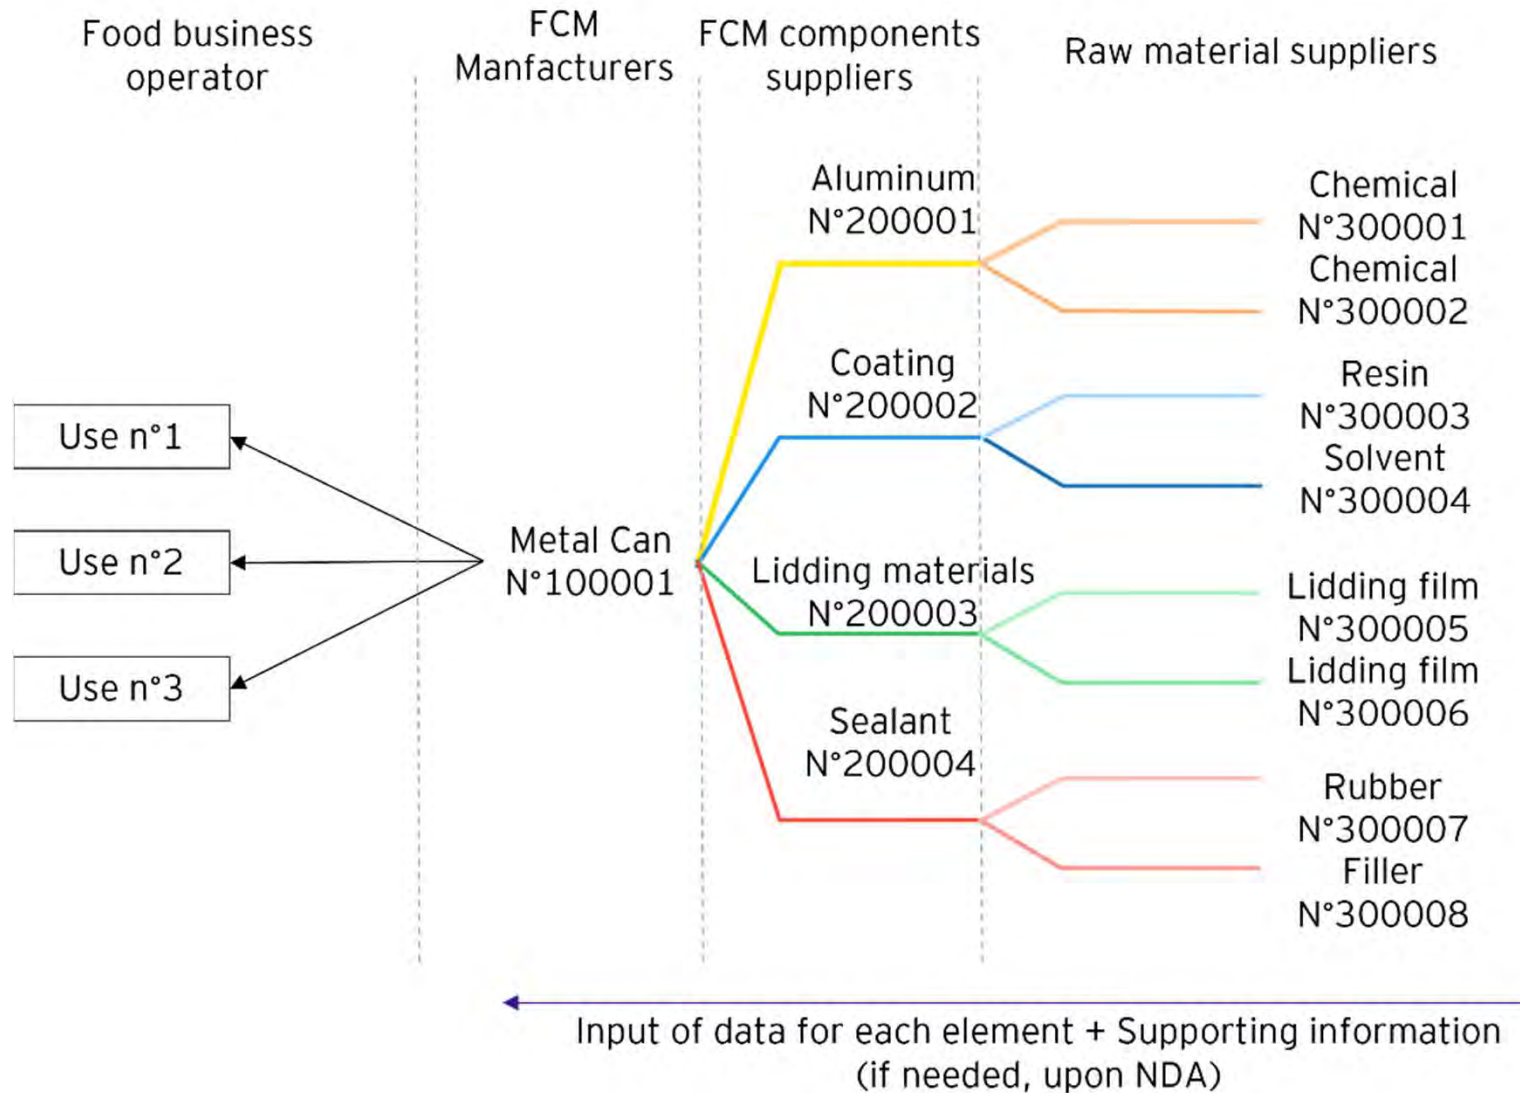 Food business
operator
FCM
Manfacturers
FCM components
suppliers
Raw material suppliers
Aluminum
N°200001
Chemical
N°300001
Chemical
N°300002
Coating
N°200002
Resin
N°300003
Solvent
N°300004
Use n°1
Use n°2
Use n°3
Metal Can
N°100001
Lidding materials
N°200003
Lidding film
N°300005
Lidding film
N°300006
Sealant
N°200004
Rubber
N°300007
Filler
N°300008
Input of data for each element + Supporting information
(if needed, upon NDA)